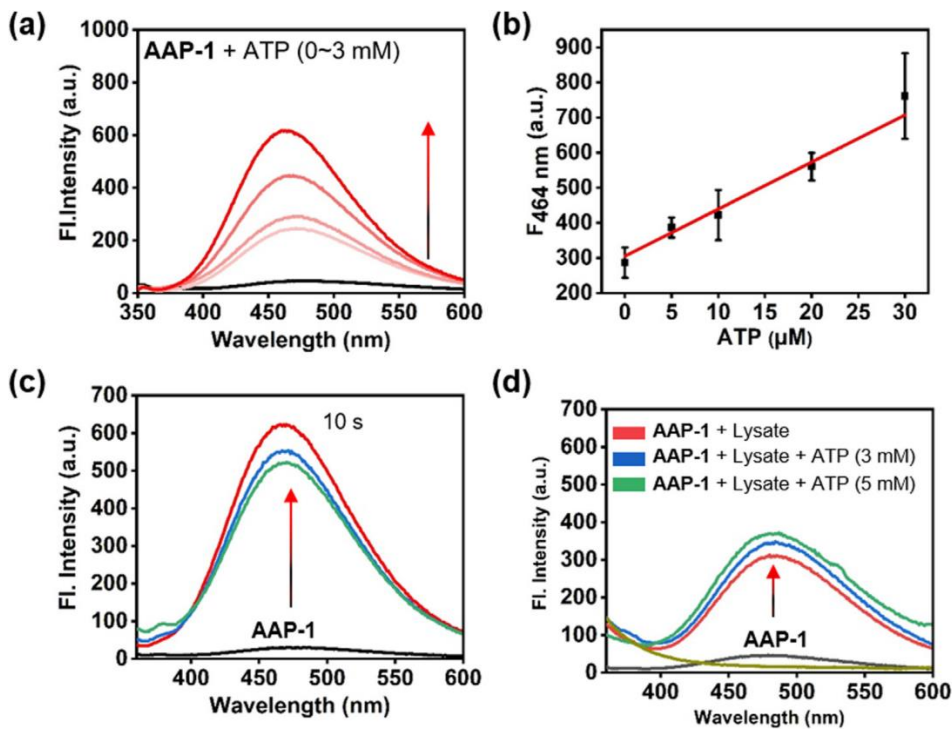 (a)
AAP-1 + ATP (0~3 mM)
Fl.Intensity (a.u.)
1000
800
600
400
200
0
350 400 450 500 550 600
Wavelength (nm)
(b)
F464 nm (a.u.)
900
800
700
600
500
400
300
200
0 5 10 15 20 25 30
ATP (µM)
(c)
10 s
Fl. Intensity (a.u.)
700
600
500
400
300
200
100
0
AAP-1
400 450 500 550 600
Wavelength (nm)
(d)
AAP-1 + Lysate
AAP-1 + Lysate + ATP (3 mM)
AAP-1 + Lysate + ATP (5 mM)
Fl. Intensity (a.u.)
700
600
500
400
300
200
100
0
AAP-1
400 450 500 550 600
Wavelength (nm)